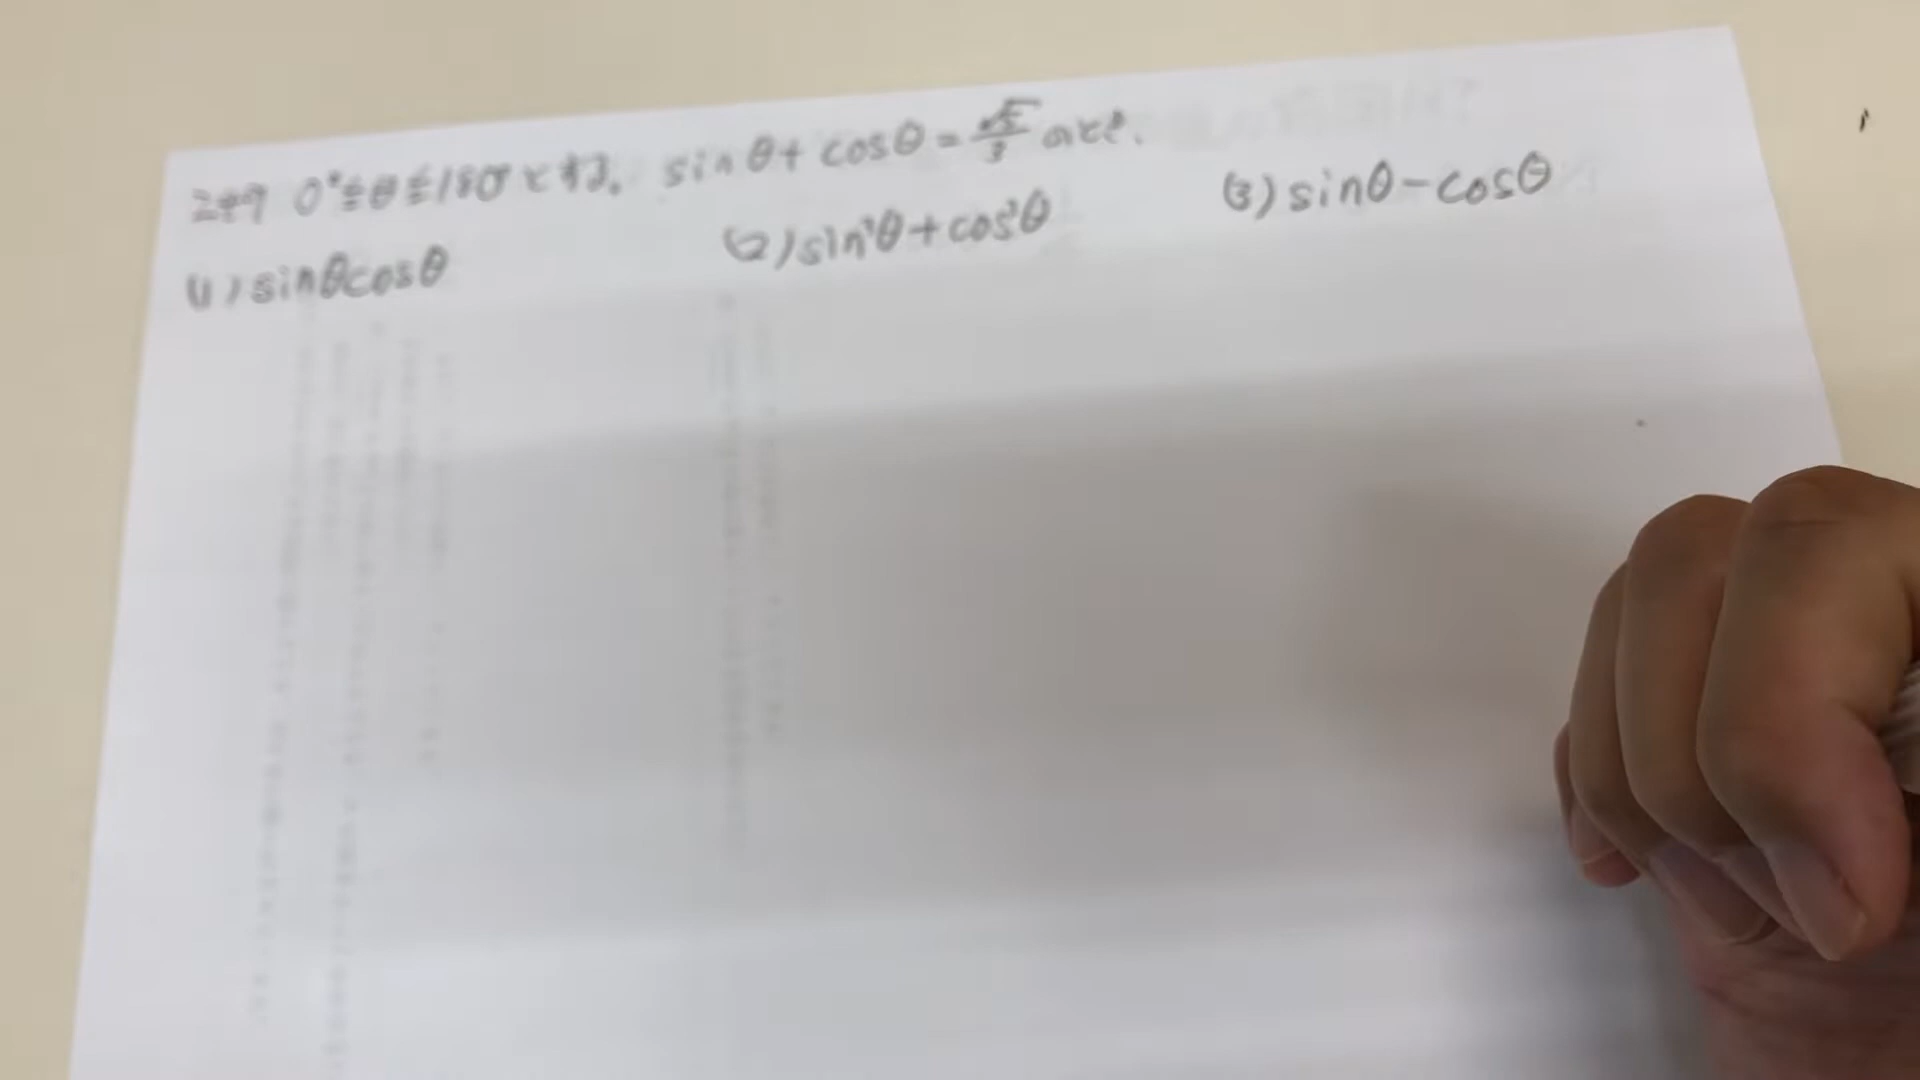 249 0°≦θ≦180°とする。 sinθ+cosθ=√5/3 のとき、
(1) sinθcosθ (2) sin³θ+cos³θ (3) sinθ-cosθ